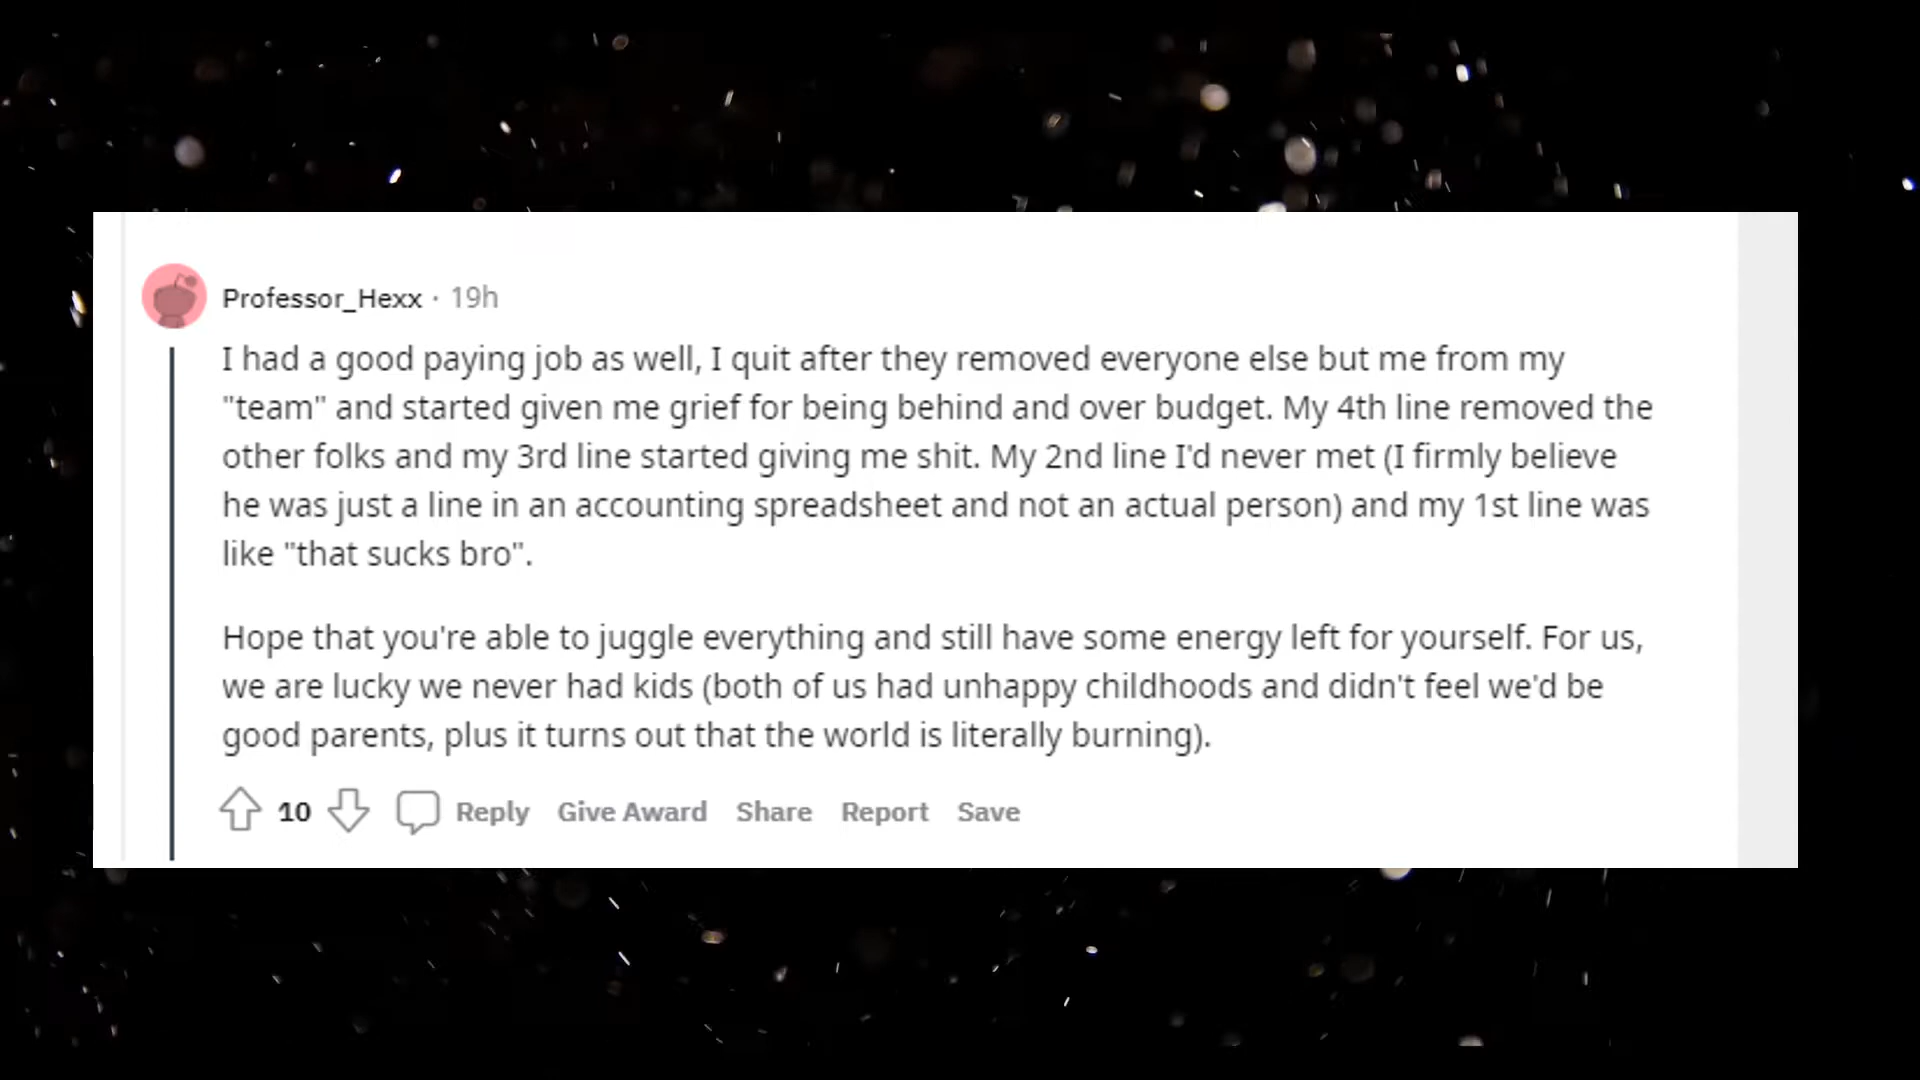 Professor_Hexx · 19h
I had a good paying job as well, I quit after they removed everyone else but me from my
"team" and started given me grief for being behind and over budget. My 4th line removed the
other folks and my 3rd line started giving me shit. My 2nd line I'd never met (I firmly believe
he was just a line in an accounting spreadsheet and not an actual person) and my 1st line was
like "that sucks bro".
Hope that you're able to juggle everything and still have some energy left for yourself. For us,
we are lucky we never had kids (both of us had unhappy childhoods and didn't feel we'd be
good parents, plus it turns out that the world is literally burning).
10 Reply Give Award Share Report Save